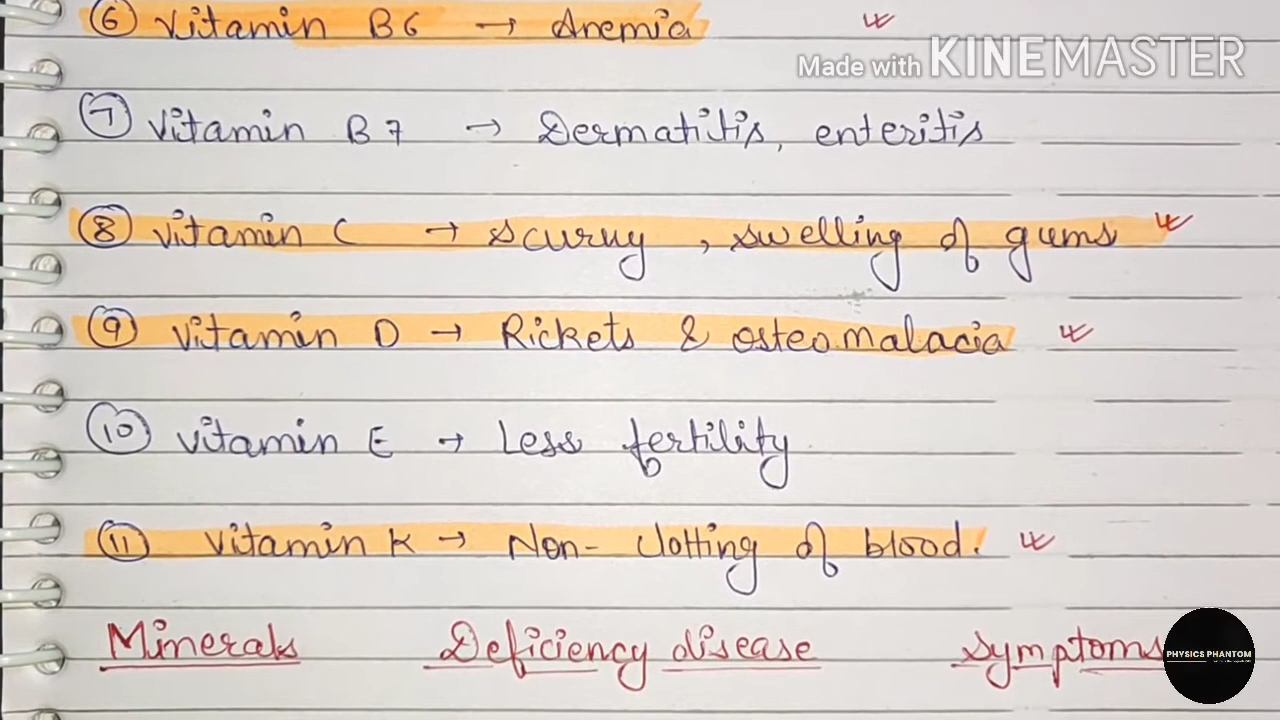 ⑥ Vitamin B6 → Anemia
Made with KINEMASTER
⑦ Vitamin B7 → Dermatitis, enteritis
⑧ Vitamin C → Scurvy, swelling of gums
⑨ Vitamin D → Rickets & osteomalacia
⑩ Vitamin E → Less fertility
⑪ Vitamin K → Non-clotting of blood.
Minerals Deficiency disease Symptoms
PHYSICS PHANTOM